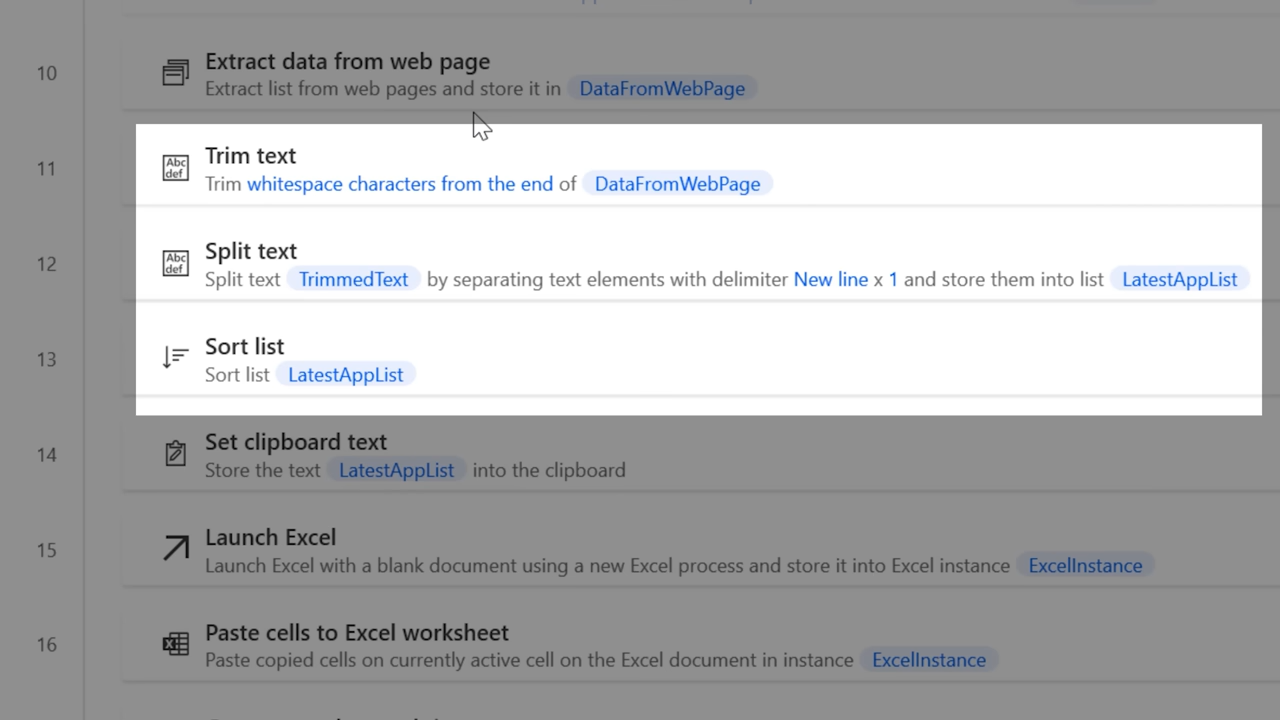 10
Extract data from web page
Extract list from web pages and store it in DataFromWebPage
11
Abc
def
Trim text
Trim whitespace characters from the end of DataFromWebPage
12
Abc
def
Split text
Split text TrimmedText by separating text elements with delimiter New line x 1 and store them into list LatestAppList
13
Sort list
Sort list LatestAppList
14
Set clipboard text
Store the text LatestAppList into the clipboard
15
Launch Excel
Launch Excel with a blank document using a new Excel process and store it into Excel instance ExcelInstance
16
Paste cells to Excel worksheet
Paste copied cells on currently active cell on the Excel document in instance ExcelInstance